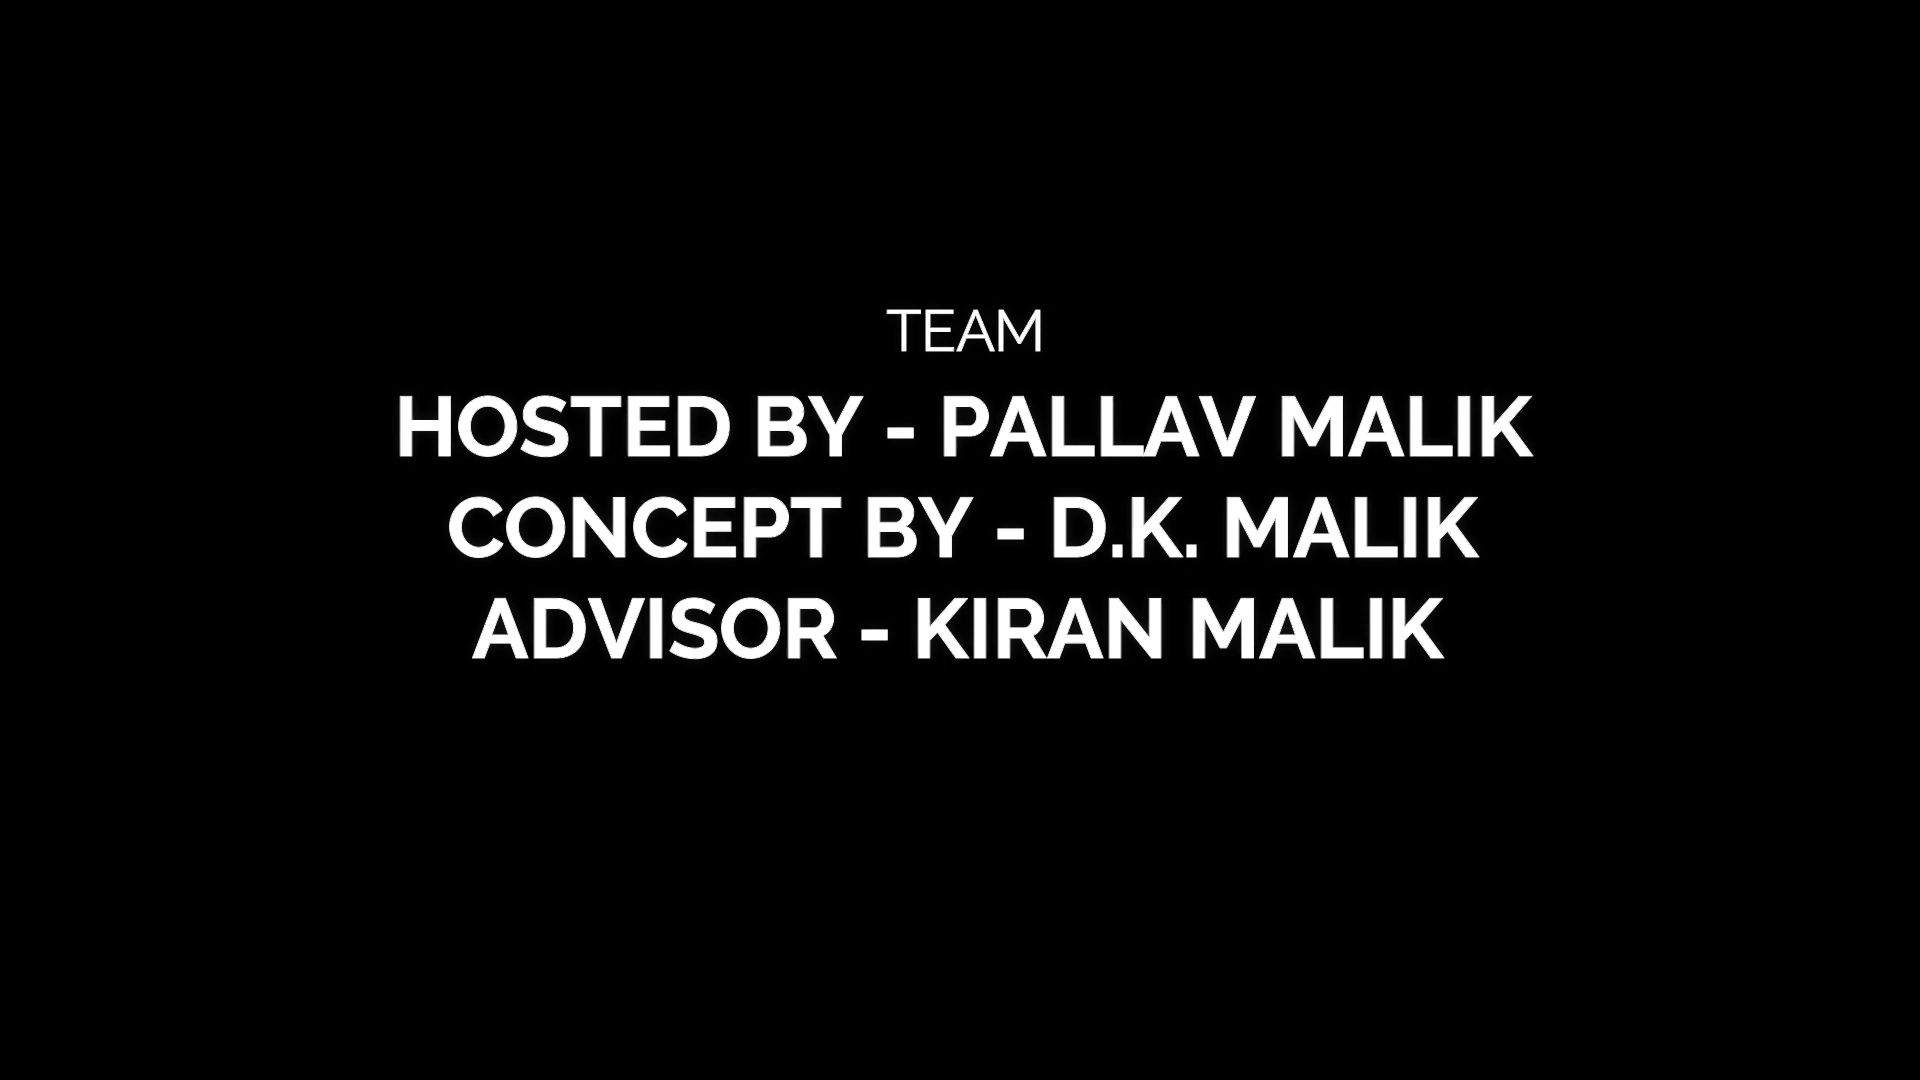 TEAM
HOSTED BY - PALLAV MALIK
CONCEPT BY - D.K. MALIK
ADVISOR - KIRAN MALIK